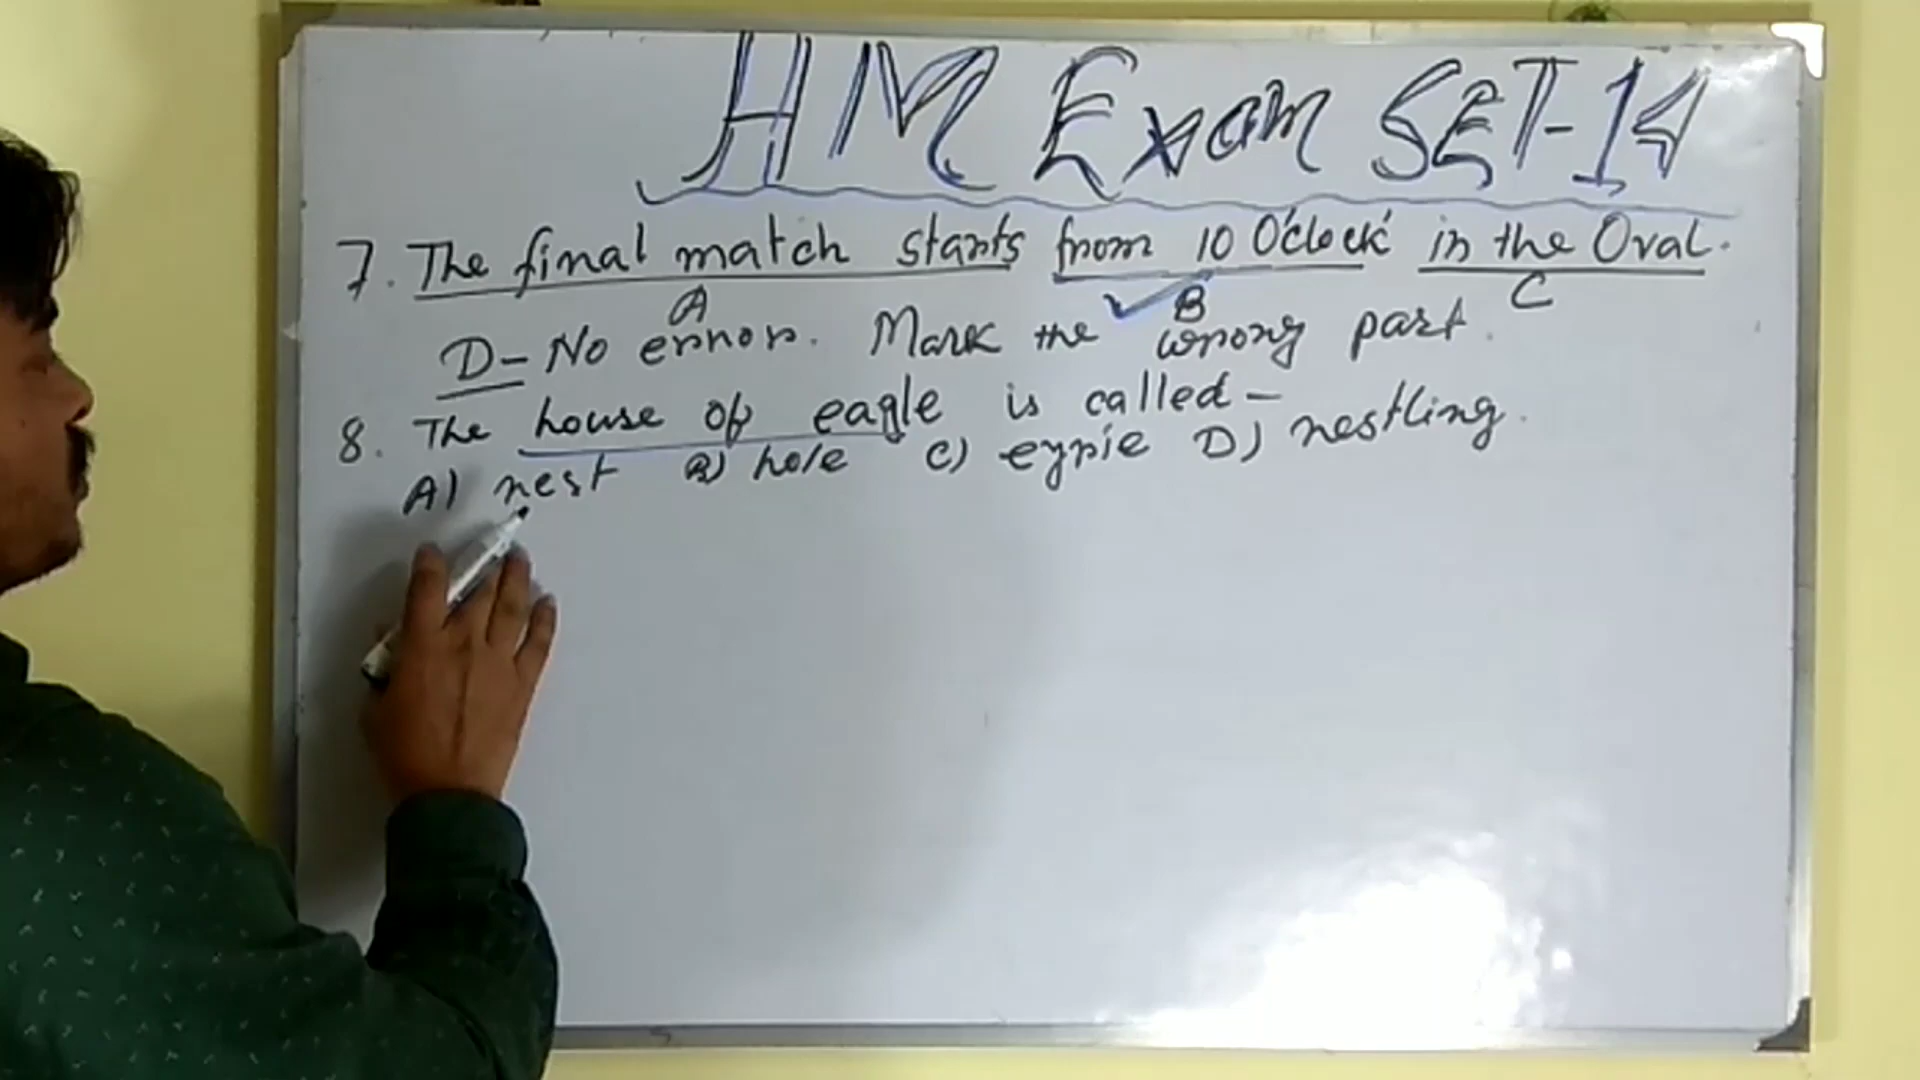 HM Exam SET-14
7. The final match starts from 10 O'clock in the Oval.
A B C
D- No error. Mark the wrong part.
8. The house of eagle is called-
A) nest B) hole C) eyrie D) nestling.